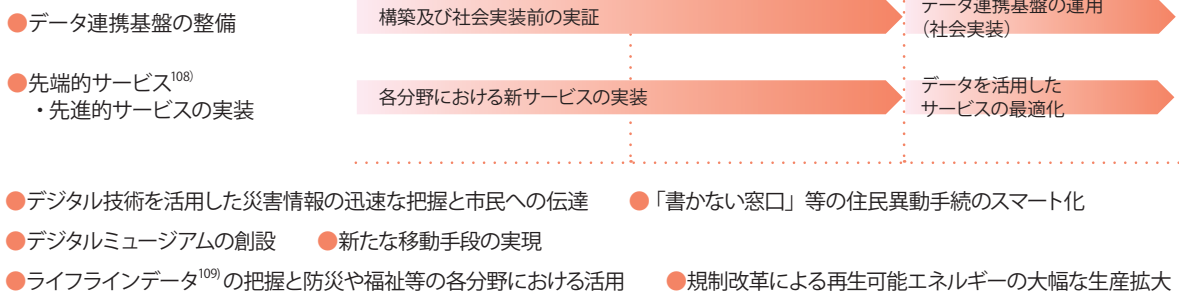 ●データ連携基盤の整備
構築及び社会実装前の実証
データ連携基盤の運用
（社会実装）
●先端的サービス108)
・先進的サービスの実装
各分野における新サービスの実装
データを活用した
サービスの最適化
●デジタル技術を活用した災害情報の迅速な把握と市民への伝達 ●「書かない窓口」等の住民異動手続のスマート化
●デジタルミュージアムの創設 ●新たな移動手段の実現
●ライフラインデータ109)の把握と防災や福祉等の各分野における活用 ●規制改革による再生可能エネルギーの大幅な生産拡大